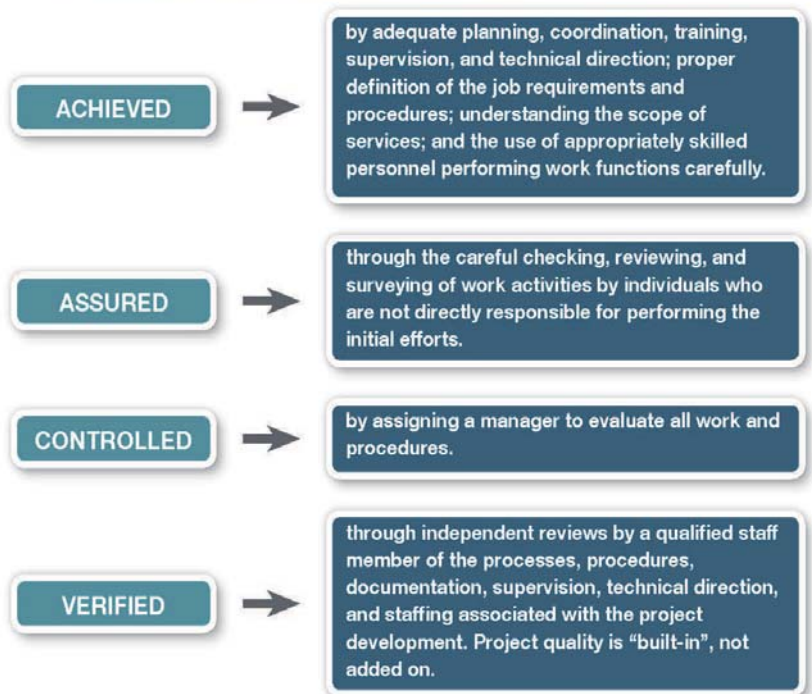 ACHIEVED
by adequate planning, coordination, training,
supervision, and technical direction; proper
definition of the job requirements and
procedures; understanding the scope of
services; and the use of appropriately skilled
personnel performing work functions carefully.
ASSURED
through the careful checking, reviewing, and
surveying of work activities by individuals who
are not directly responsible for performing the
initial efforts.
CONTROLLED
by assigning a manager to evaluate all work and
procedures.
VERIFIED
through independent reviews by a qualified staff
member of the processes, procedures,
documentation, supervision, technical direction,
and staffing associated with the project
development. Project quality is “built-in”, not
added on.